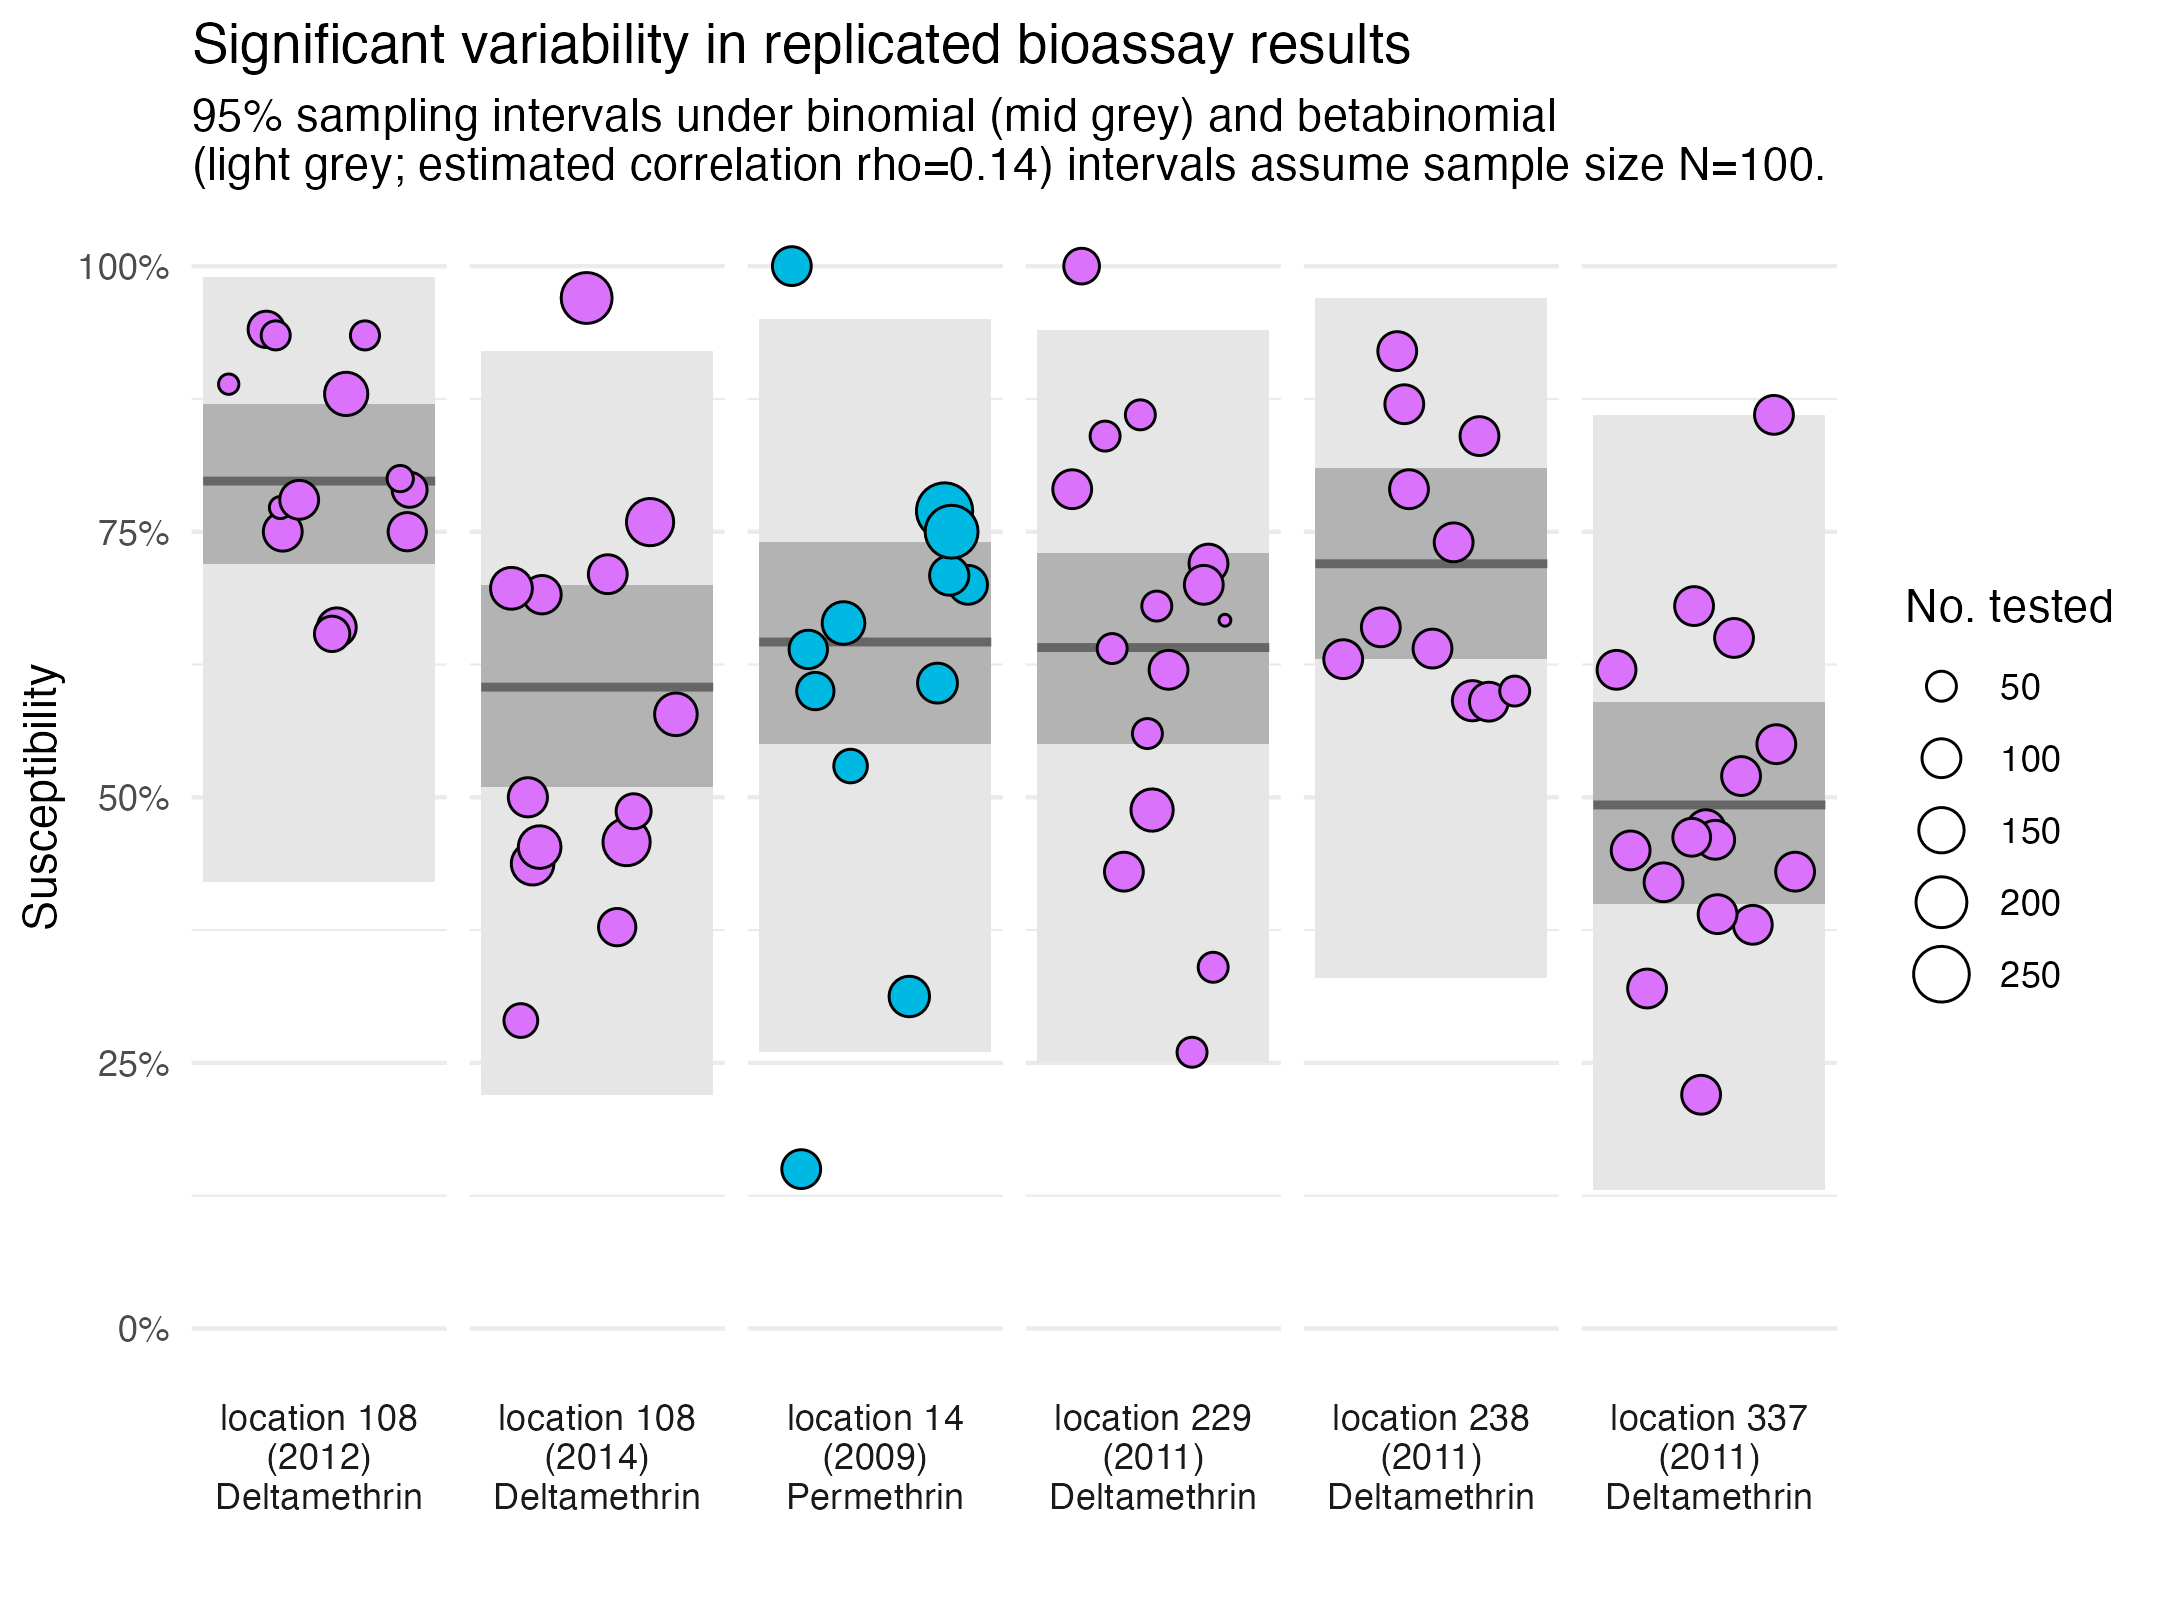 Significant variability in replicated bioassay results
95% sampling intervals under binomial (mid grey) and betabinomial
(light grey; estimated correlation rho=0.14) intervals assume sample size N=100.
Susceptibility
100%
75%
50%
25%
0%
location 108
(2012)
Deltamethrin
location 108
(2014)
Deltamethrin
location 14
(2009)
Permethrin
location 229
(2011)
Deltamethrin
location 238
(2011)
Deltamethrin
location 337
(2011)
Deltamethrin
No. tested
50
100
150
200
250